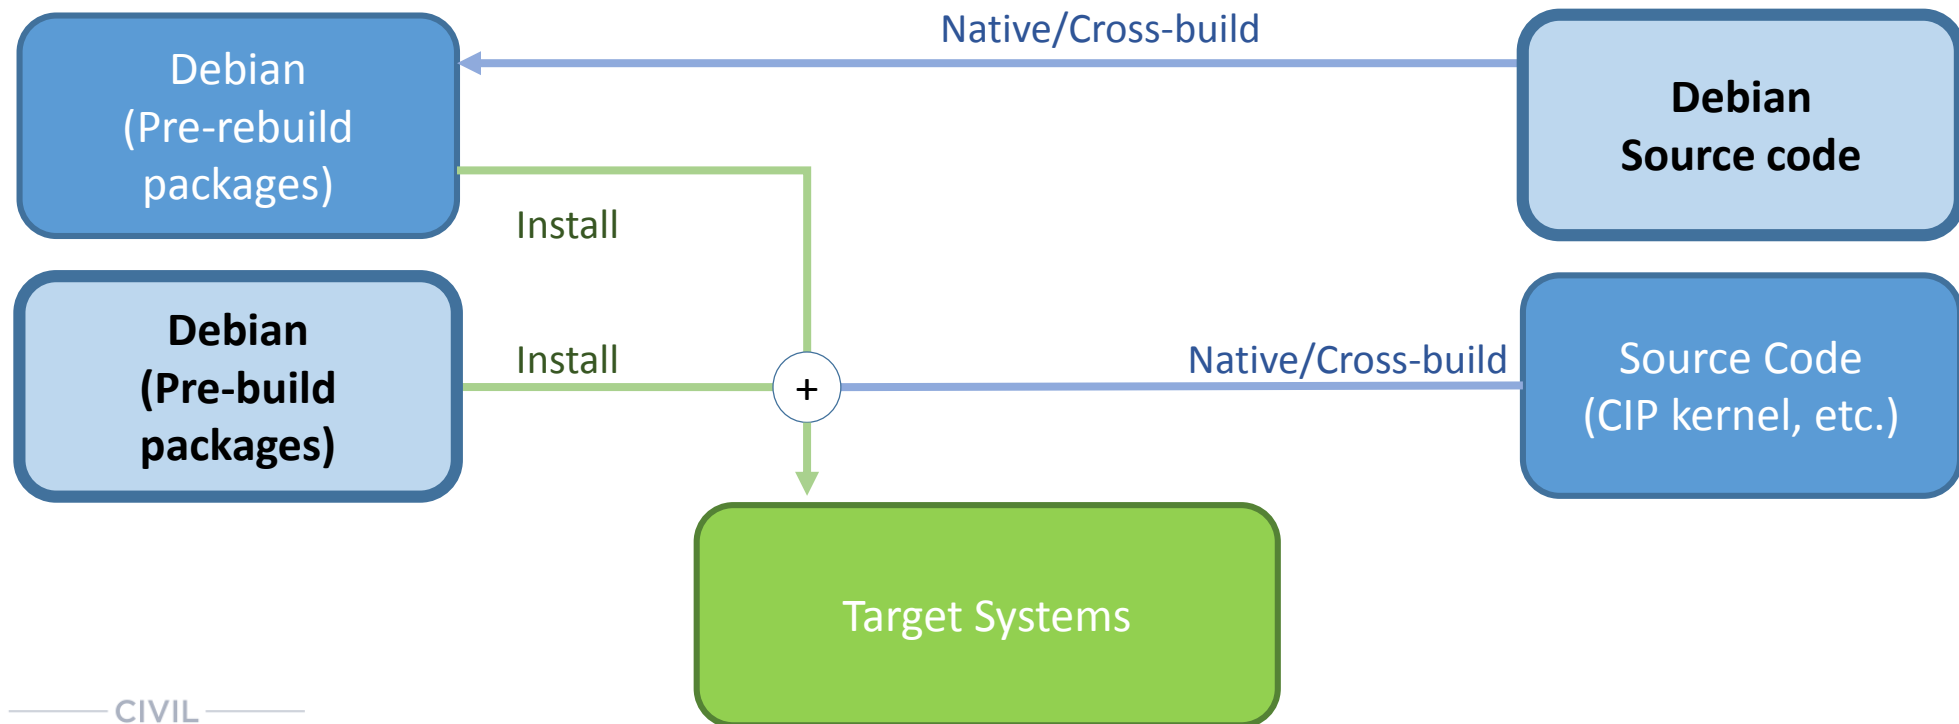 Native/Cross-build
Debian
(Pre-rebuild
packages)
Debian
Source code
Install
Debian
(Pre-build
packages)
Install
+
Native/Cross-build
Source Code
(CIP kernel, etc.)
Target Systems
CIVIL